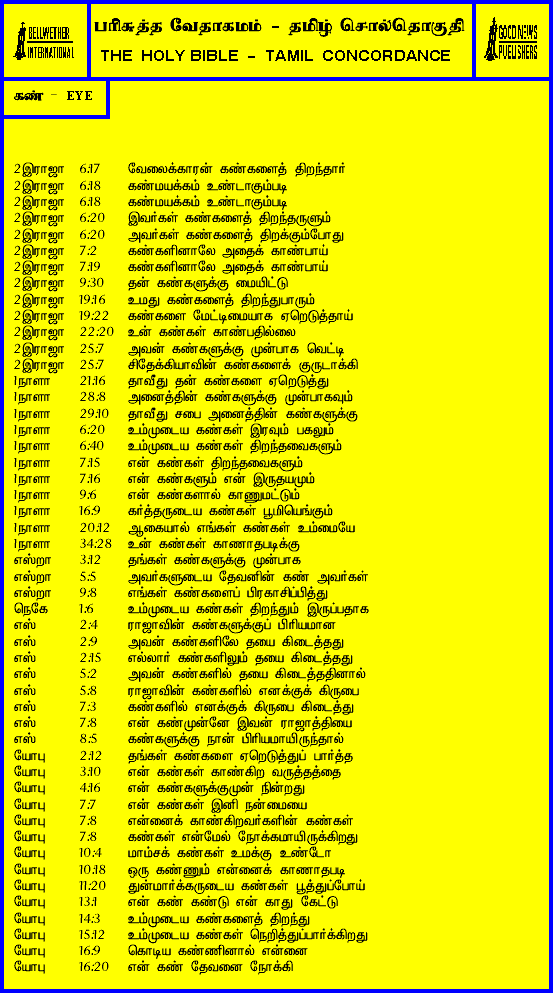 BELLWETHER
INTERNATIONAL
பரிசுத்த வேதாகமம் - தமிழ் சொல்தொகுதி
THE HOLY BIBLE - TAMIL CONCORDANCE
GOOD NEWS
PUBLISHERS
கண் - EYE
2இராஜா 6:17 வேலைக்காரன் கண்களைத் திறந்தார்
2இராஜா 6:18 கண்மயக்கம் உண்டாகும்படி
2இராஜா 6:18 கண்மயக்கம் உண்டாகும்படி
2இராஜா 6:20 இவர்கள் கண்களைத் திறந்தருளும்
2இராஜா 6:20 அவர்கள் கண்களைத் திறக்கும்போது
2இராஜா 7:2 கண்களினாலே அதைக் காண்பாய்
2இராஜா 7:19 கண்களினாலே அதைக் காண்பாய்
2இராஜா 9:30 தன் கண்களுக்கு மையிட்டு
2இராஜா 19:16 உமது கண்களைத் திறந்துபாரும்
2இராஜா 19:22 கண்களை மேட்டிமையாக ஏறெடுத்தாய்
2இராஜா 22:20 உன் கண்கள் காண்பதில்லை
2இராஜா 25:7 அவன் கண்களுக்கு முன்பாக வெட்டி
2இராஜா 25:7 சிதேக்கியாவின் கண்களைக் குருடாக்கி
1நாளா 21:16 தாவீது தன் கண்களை ஏறெடுத்து
1நாளா 28:8 அனைத்தின் கண்களுக்கு முன்பாகவும்
1நாளா 29:10 தாவீது சபை அனைத்தின் கண்களுக்கு
1நாளா 6:20 உம்முடைய கண்கள் இரவும் பகலும்
1நாளா 6:40 உம்முடைய கண்கள் திறந்தவைகளும்
1நாளா 7:15 என் கண்கள் திறந்தவைகளும்
1நாளா 7:16 என் கண்களும் என் இருதயமும்
1நாளா 9:6 என் கண்களால் காணுமட்டும்
1நாளா 16:9 கர்த்தருடைய கண்கள் பூமியெங்கும்
1நாளா 20:12 ஆகையால் எங்கள் கண்கள் உம்மையே
1நாளா 34:28 உன் கண்கள் காணாதபடிக்கு
எஸ்றா 3:12 தங்கள் கண்களுக்கு முன்பாக
எஸ்றா 5:5 அவர்களுடைய தேவனின் கண் அவர்கள்
எஸ்றா 9:8 எங்கள் கண்களைப் பிரகாசிப்பித்து
நெகே 1:6 உம்முடைய கண்கள் திறந்தும் இருப்பதாக
எஸ் 2:4 ராஜாவின் கண்களுக்குப் பிரியமான
எஸ் 2:9 அவன் கண்களிலே தயை கிடைத்தது
எஸ் 2:15 எல்லார் கண்களிலும் தயை கிடைத்தது
எஸ் 5:2 அவன் கண்களில் தயை கிடைத்ததினால்
எஸ் 5:8 ராஜாவின் கண்களில் எனக்குக் கிருபை
எஸ் 7:3 கண்களில் எனக்குக் கிருபை கிடைத்து
எஸ் 7:8 என் கண்முன்னே இவன் ராஜாத்தியை
எஸ் 8:5 கண்களுக்கு நான் பிரியமாயிருந்தால்
யோபு 2:12 தங்கள் கண்களை ஏறெடுத்துப் பார்த்த
யோபு 3:10 என் கண்கள் காண்கிற வருத்தத்தை
யோபு 4:16 என் கண்களுக்குமுன் நின்றது
யோபு 7:7 என் கண்கள் இனி நன்மையை
யோபு 7:8 என்னைக் காண்கிறவர்களின் கண்கள்
யோபு 7:8 கண்கள் என்மேல் நோக்கமாயிருக்கிறது
யோபு 10:4 மாம்சக் கண்கள் உமக்கு உண்டோ
யோபு 10:18 ஒரு கண்ணும் என்னைக் காணாதபடி
யோபு 11:20 துன்மார்க்கருடைய கண்கள் பூத்துப்போய்
யோபு 13:1 என் கண் கண்டு என் காது கேட்டு
யோபு 14:3 உம்முடைய கண்களைத் திறந்து
யோபு 15:12 உம்முடைய கண்கள் நெறித்துப்பார்க்கிறது
யோபு 16:9 கொடிய கண்ணினால் என்னை
யோபு 16:20 என் கண் தேவனை நோக்கி